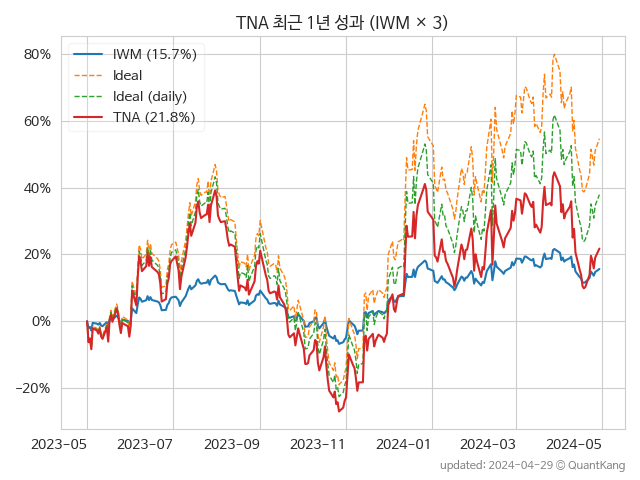 TNA 최근 1년 성과 (IWM × 3)
IWM (15.7%)
Ideal
Ideal (daily)
TNA (21.8%)
80%
60%
40%
20%
0%
−20%
2023−05 2023−07 2023−09 2023−11 2024−01 2024−03 2024−05
updated: 2024−04−29 © QuantKang